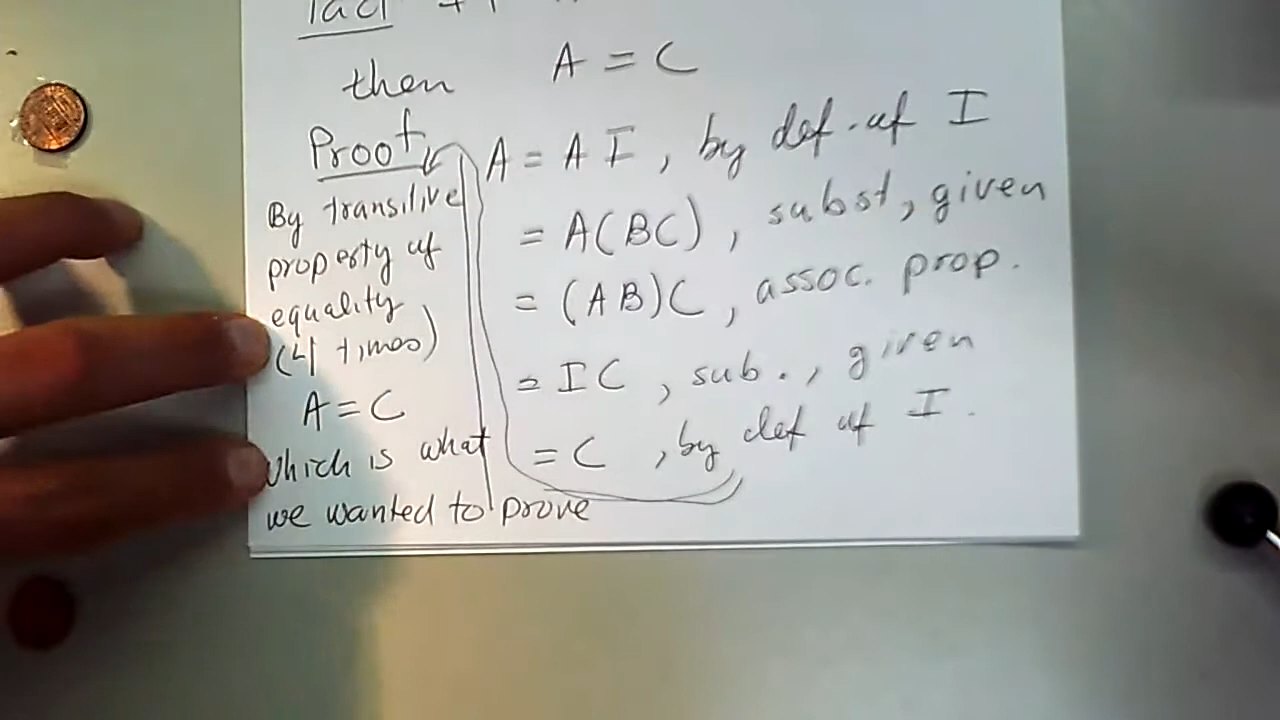 then A = C
Proof, A = A I, by def. of I
= A(BC), subst, given
= (AB)C, assoc. prop.
= IC, sub., given
= C, by def of I.
By transitive
property of
equality
(4 times)
A = C
which is what
we wanted to prove